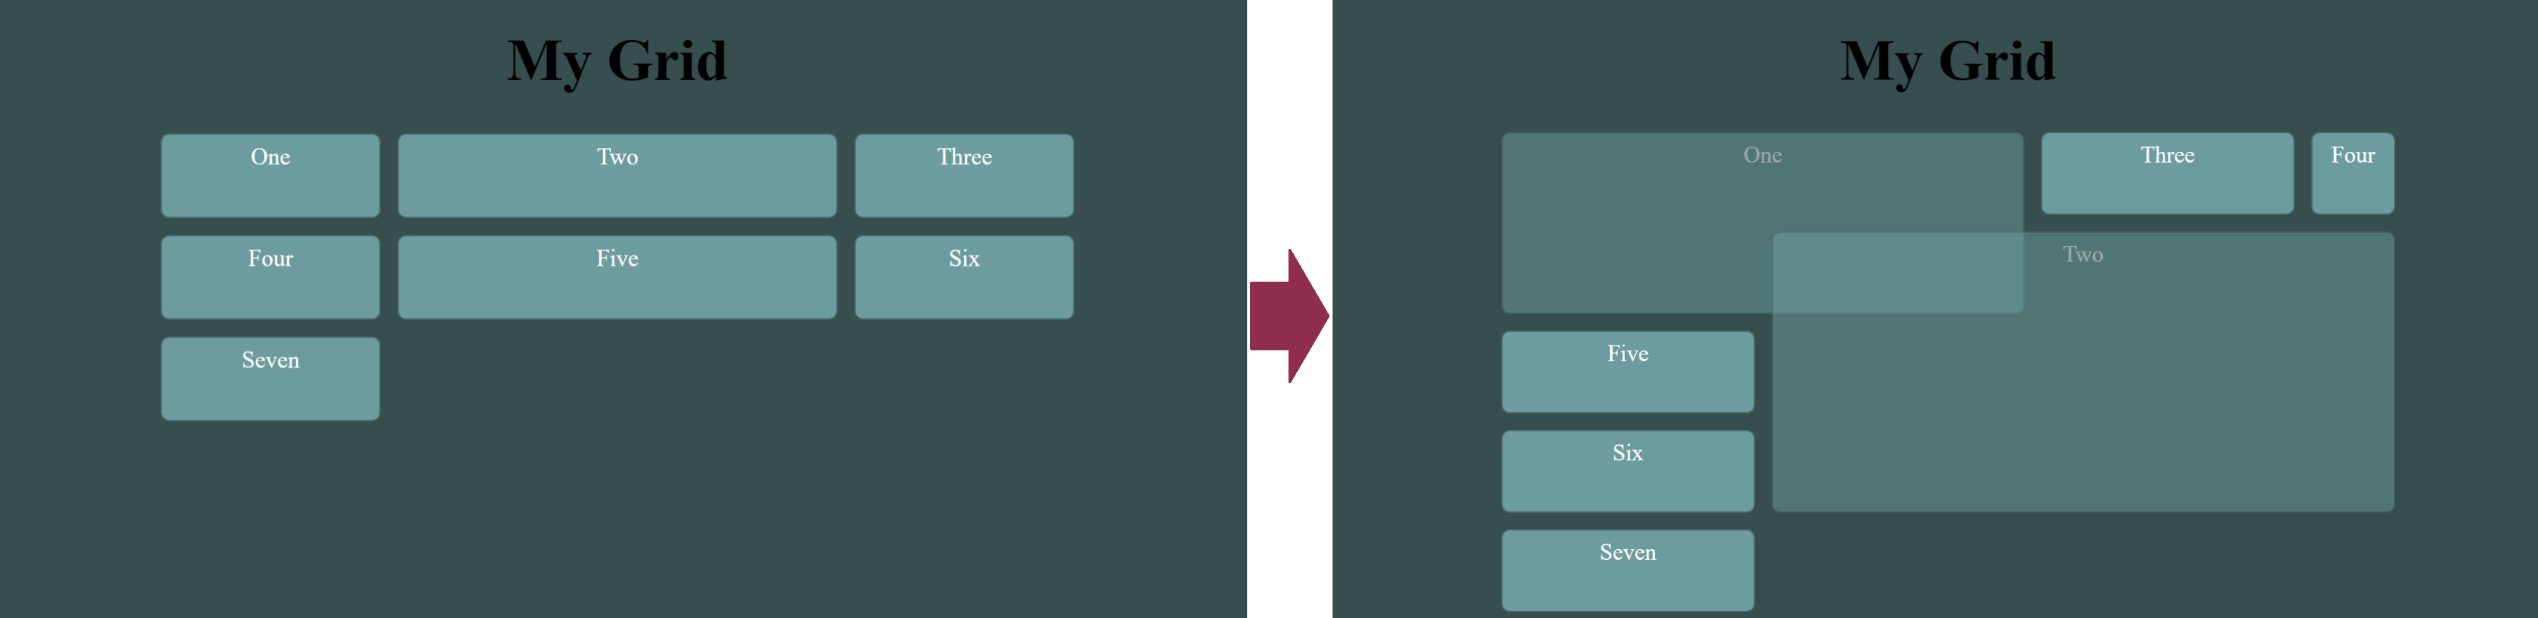 My Grid
One
Two
Three
Four
Five
Six
Seven
My Grid
One
Three
Four
Two
Five
Six
Seven